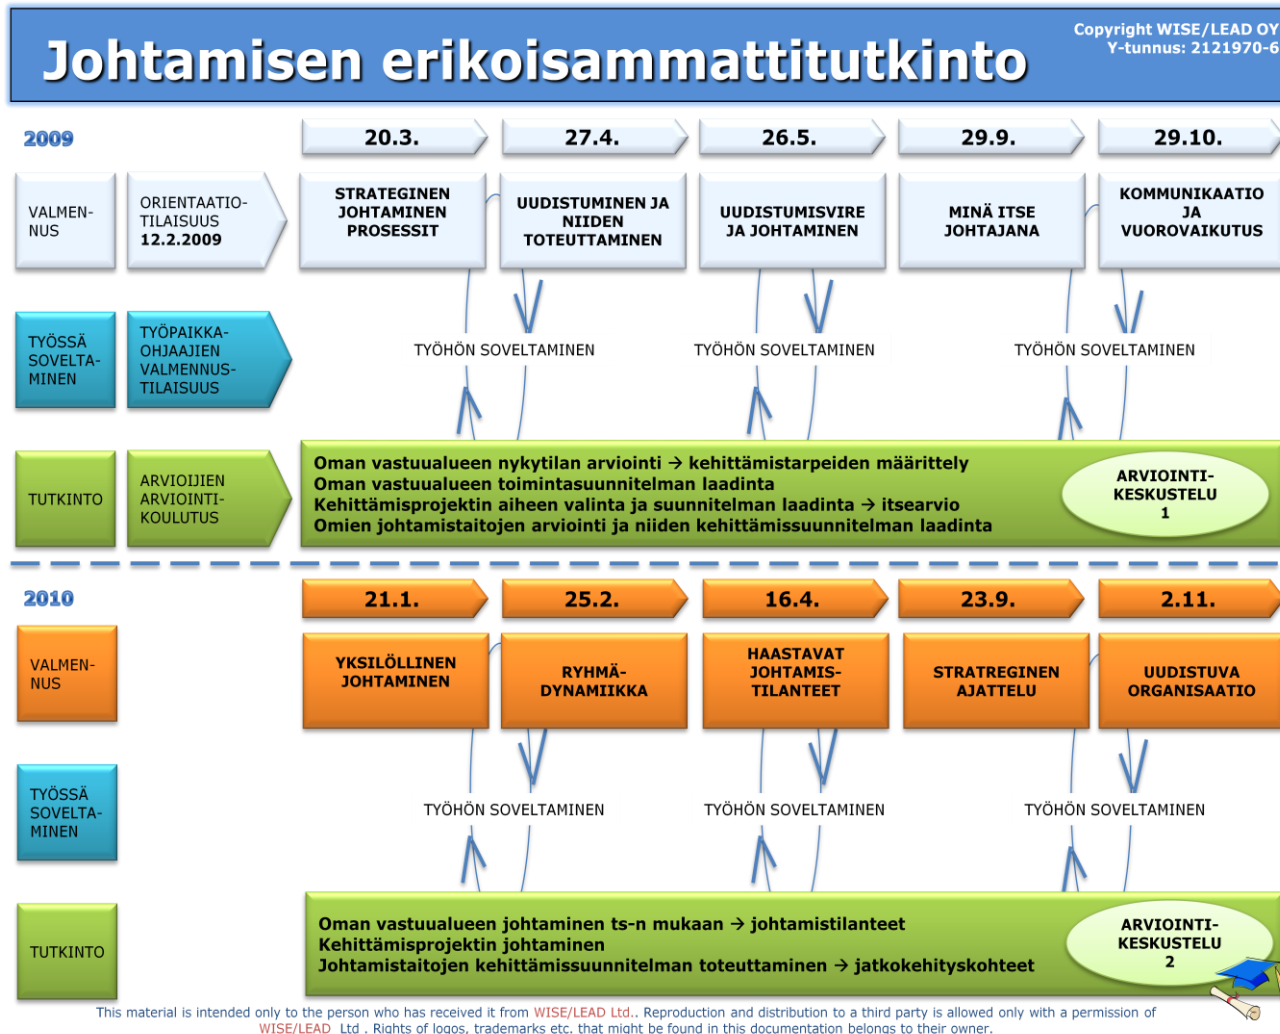 Johtamisen erikoisammattitutkinto
Copyright WISE/LEAD OY
Y-tunnus: 2121970-6
2009
20.3.
27.4.
26.5.
29.9.
29.10.
VALMEN-
NUS
ORIENTAATIO-
TILAISUUS
12.2.2009
STRATEGINEN
JOHTAMINEN
PROSESSIT
UUDISTUMINEN JA
NIIDEN
TOTEUTTAMINEN
UUDISTUMISVIRE
JA JOHTAMINEN
MINÄ ITSE
JOHTAJANA
KOMMUNIKAATIO
JA
VUOROVAIKUTUS
TYÖSSÄ
SOVELTA-
MINEN
TYÖPAIKKA-
OHJAAJIEN
VALMENNUS-
TILAISUUS
TYÖHÖN SOVELTAMINEN
TYÖHÖN SOVELTAMINEN
TYÖHÖN SOVELTAMINEN
TUTKINTO
ARVIOIJIEN
ARVIOINTI-
KOULUTUS
Oman vastuualueen nykytilan arviointi → kehittämistarpeiden määrittely
Oman vastuualueen toimintasuunnitelman laadinta
Kehittämisprojektin aiheen valinta ja suunnitelman laadinta → itsearvio
Omien johtamistaitojen arviointi ja niiden kehittämissuunnitelman laadinta
ARVIOINTI-
KESKUSTELU
1
2010
21.1.
25.2.
16.4.
23.9.
2.11.
VALMEN-
NUS
YKSILÖLLINEN
JOHTAMINEN
RYHMÄ-
DYNAMIIKKA
HAASTAVAT
JOHTAMIS-
TILANTEET
STRATREGINEN
AJATTELU
UUDISTUVA
ORGANISAATIO
TYÖSSÄ
SOVELTA-
MINEN
TYÖHÖN SOVELTAMINEN
TYÖHÖN SOVELTAMINEN
TYÖHÖN SOVELTAMINEN
TUTKINTO
Oman vastuualueen johtaminen ts-n mukaan → johtamistilanteet
Kehittämisprojektin johtaminen
Johtamistaitojen kehittämissuunnitelman toteuttaminen → jatkokehityskohteet
ARVIOINTI-
KESKUSTELU
2
This material is intended only to the person who has received it from WISE/LEAD Ltd.. Reproduction and distribution to a third party is allowed only with a permission of
WISE/LEAD Ltd . Rights of logos, trademarks etc. that might be found in this documentation belongs to their owner.